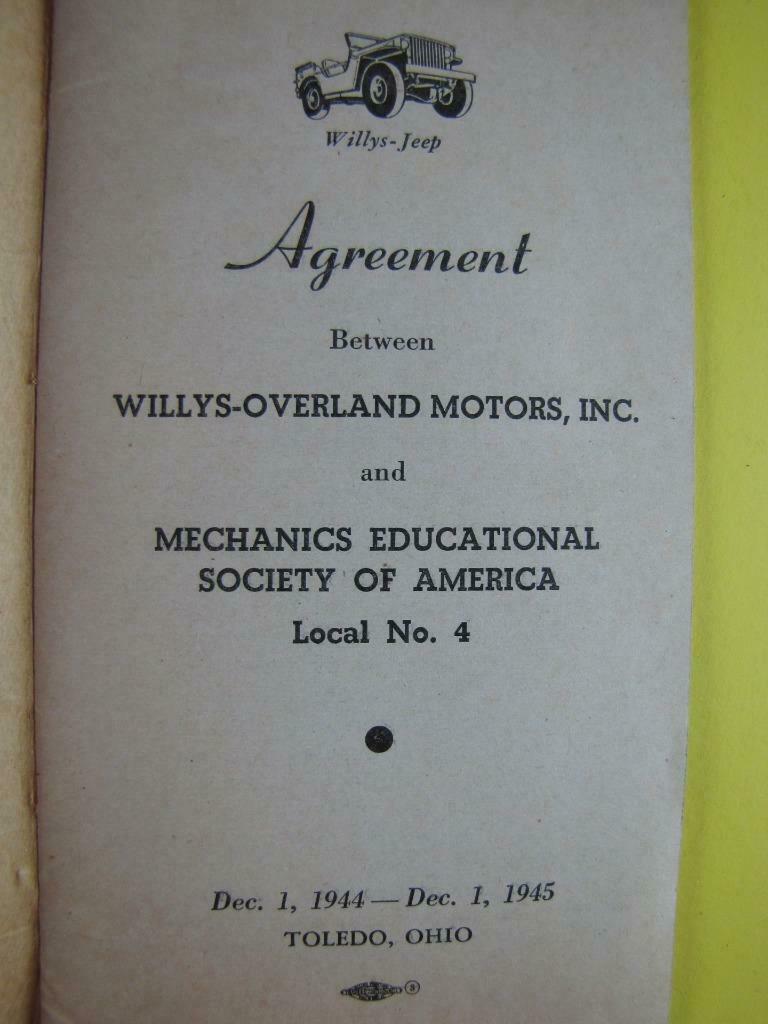 Willys-Jeep
Agreement
Between
WILLYS-OVERLAND MOTORS, INC.
and
MECHANICS EDUCATIONAL
SOCIETY OF AMERICA
Local No. 4
Dec. 1, 1944 — Dec. 1, 1945
TOLEDO, OHIO